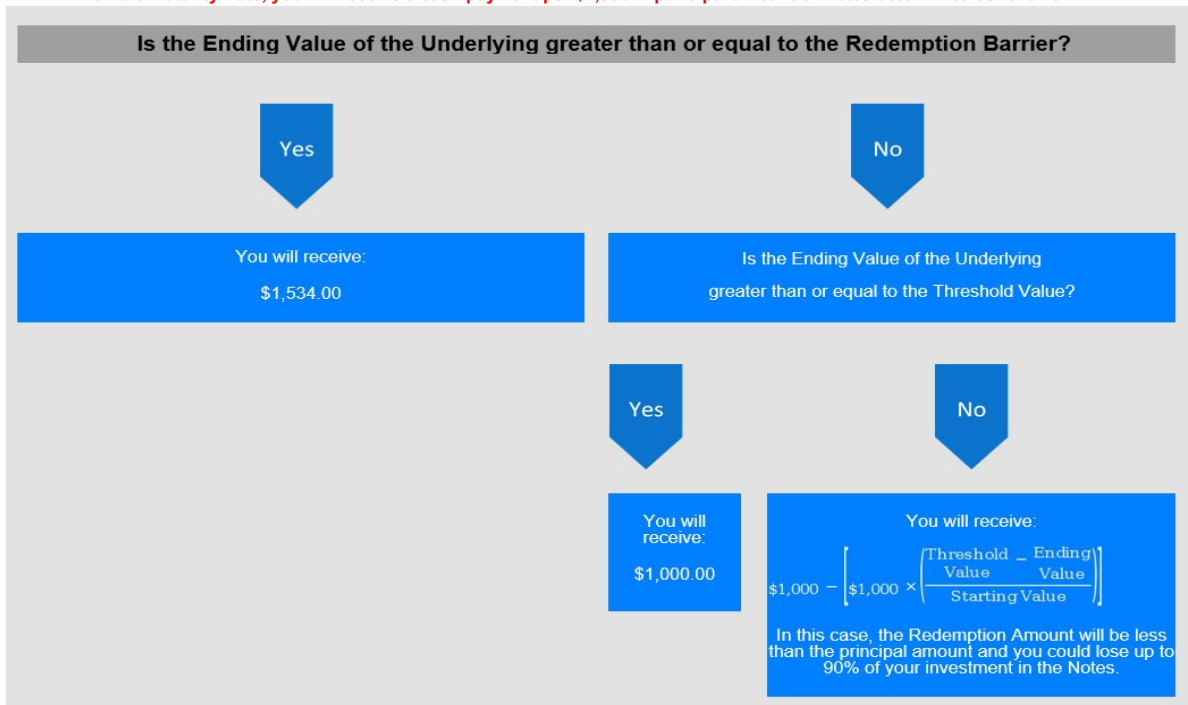 Is the Ending Value of the Underlying greater than or equal to the Redemption Barrier?
Yes
No
You will receive:
$1,534.00
Is the Ending Value of the Underlying
greater than or equal to the Threshold Value?
Yes
No
You will
receive:
$1,000.00
You will receive:
$1,000 − [$1,000 × ((Threshold Value − Ending Value) / Starting Value)]
In this case, the Redemption Amount will be less
than the principal amount and you could lose up to
90% of your investment in the Notes.